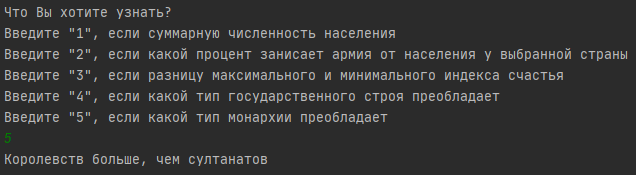 Что Вы хотите узнать?
Введите "1", если суммарную численность населения
Введите "2", если какой процент занисает армия от населения у выбранной страны
Введите "3", если разницу максимального и минимального индекса счастья
Введите "4", если какой тип государственного строя преобладает
Введите "5", если какой тип монархии преобладает
5
Королевств больше, чем султанатов